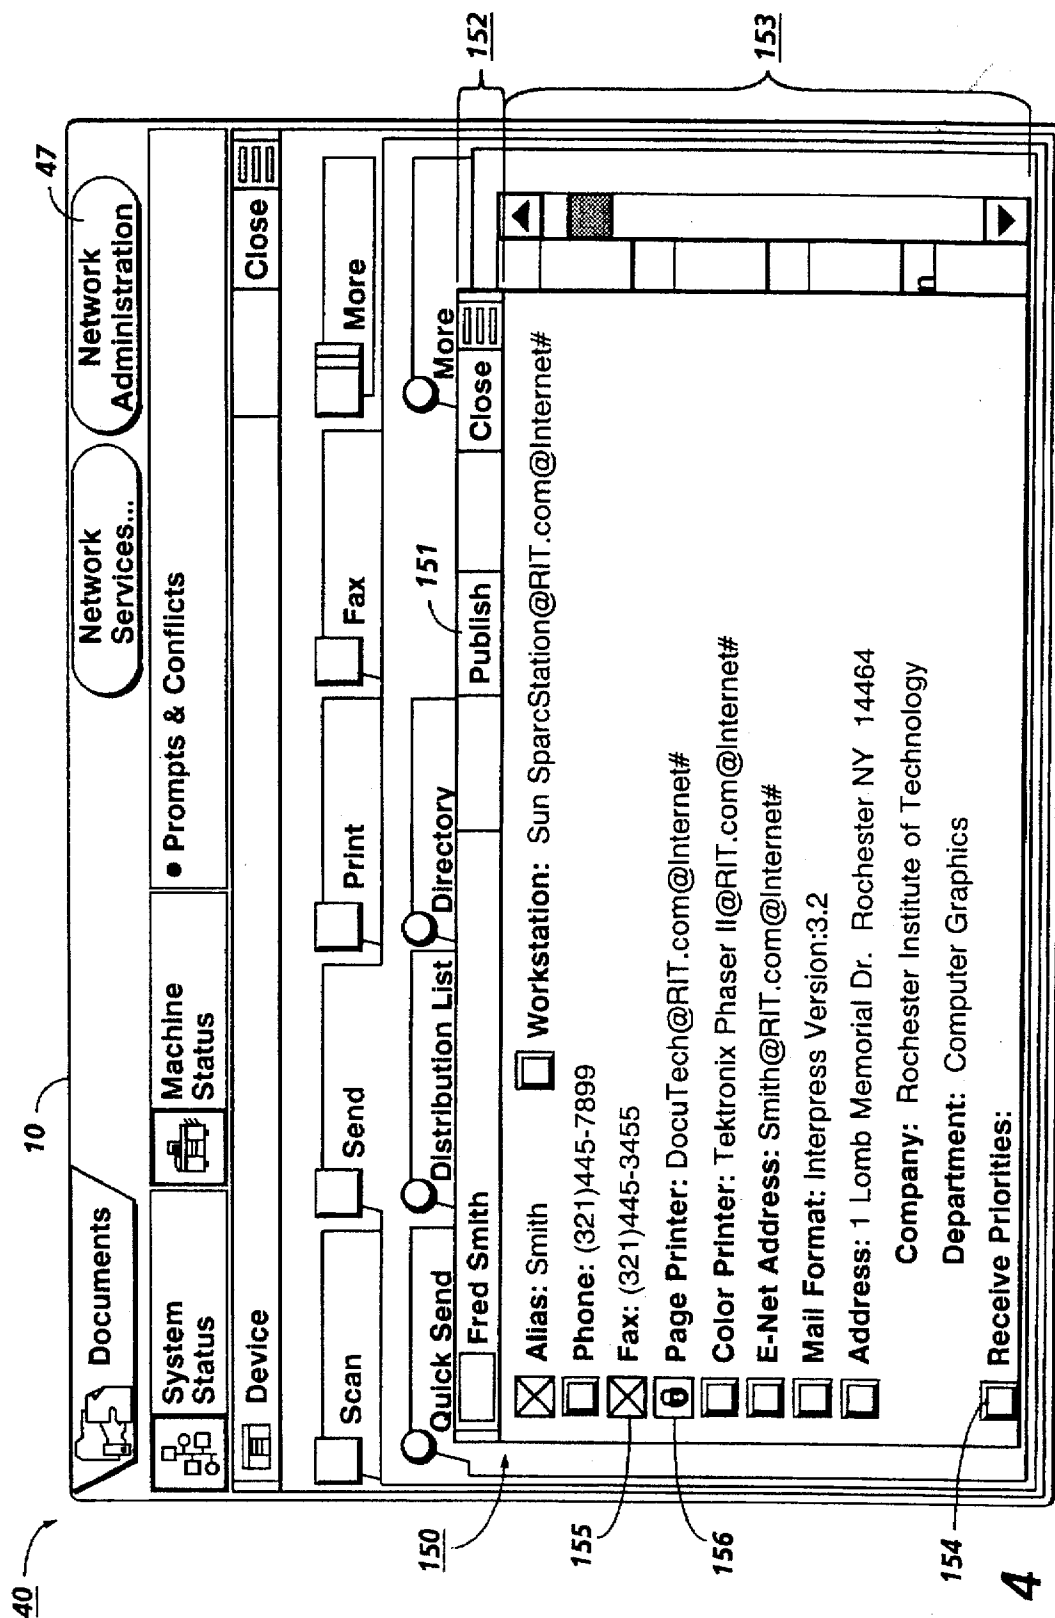 40
10
47
Documents
Network Services...
Network Administration
System Status
Machine Status
• Prompts & Conflicts
Device
Close
Scan
Send
Print
Fax
More
Quick Send
Distribution List
Directory
More
151
152
Fred Smith
Publish
Close
150
153
Alias: Smith
Workstation: Sun SparcStation@RIT.com@Internet#
Phone: (321)445-7899
155
Fax: (321)445-3455
156
Page Printer: DocuTech@RIT.com@Internet#
Color Printer: Tektronix Phaser II@RIT.com@Internet#
E-Net Address: Smith@RIT.com@Internet#
Mail Format: Interpress Version:3.2
Address: 1 Lomb Memorial Dr. Rochester NY 14464
Company: Rochester Institute of Technology
n
Department: Computer Graphics
154
Receive Priorities:
4